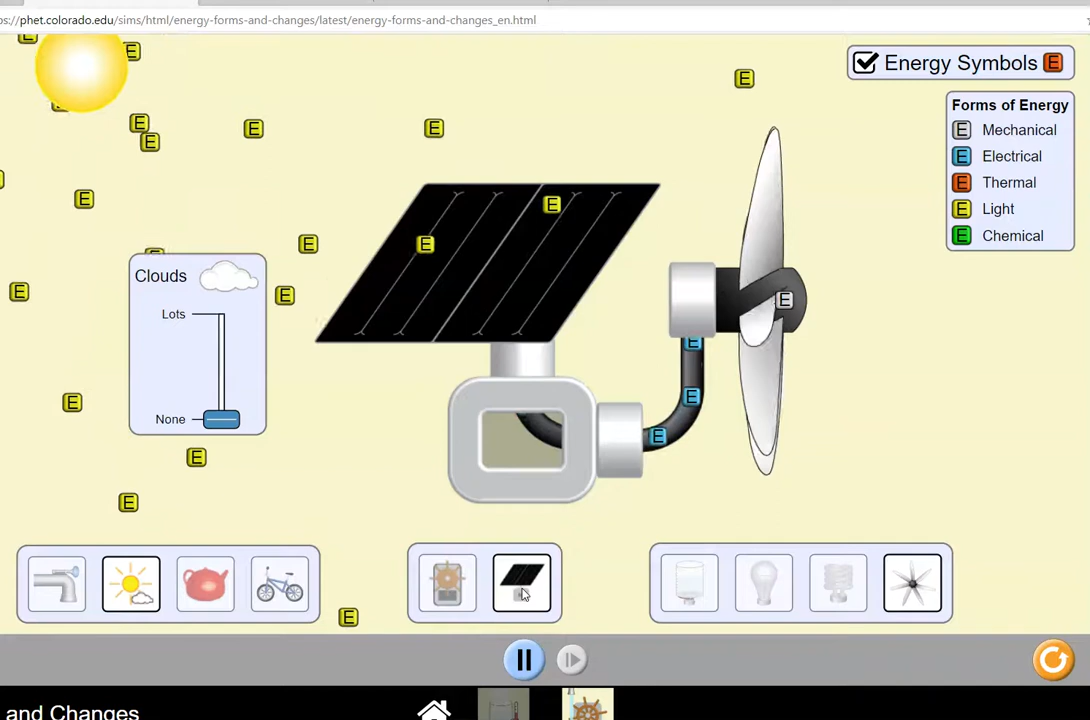 ps://phet.colorado.edu/sims/html/energy-forms-and-changes/latest/energy-forms-and-changes_en.html
E
E
Energy Symbols E
E
Forms of Energy
E Mechanical
E Electrical
E Thermal
E Light
E Chemical
E
E
E
E
E
E
E
E
E
Clouds
Lots
None
E
E
E
E
E
E
E
E
E
E
E
and Changes